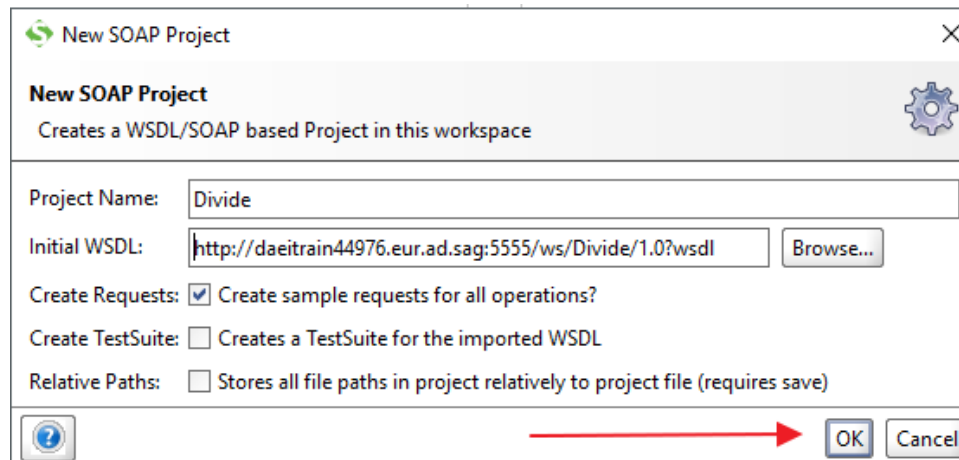 New SOAP Project
New SOAP Project
Creates a WSDL/SOAP based Project in this workspace
Project Name: Divide
Initial WSDL: http://daeitrain44976.eur.ad.sag:5555/ws/Divide/1.0?wsdl Browse...
Create Requests: Create sample requests for all operations?
Create TestSuite: Creates a TestSuite for the imported WSDL
Relative Paths: Stores all file paths in project relatively to project file (requires save)
? OK Cancel